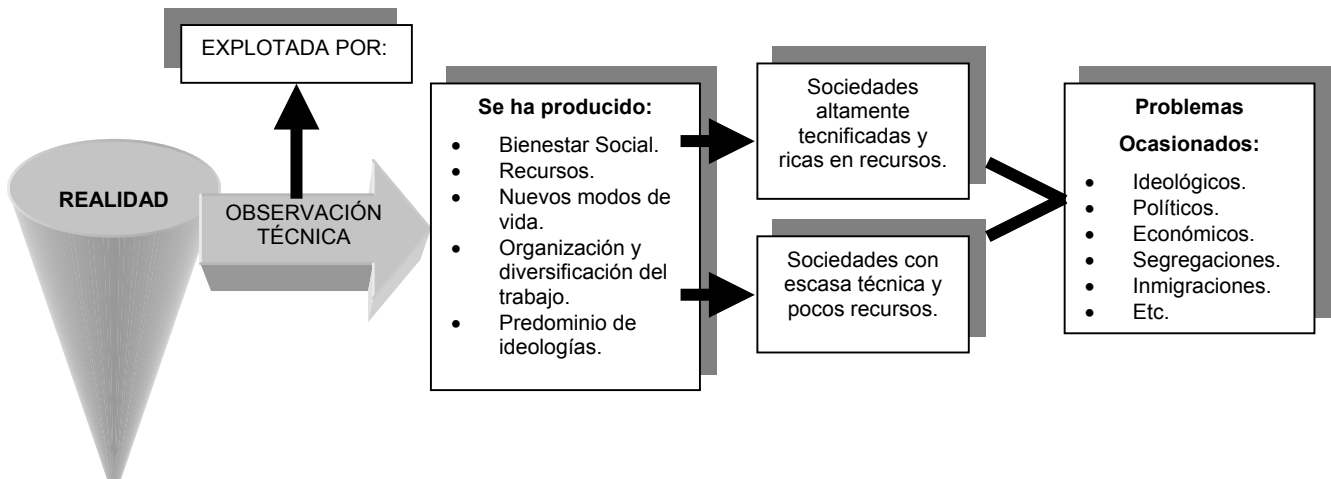 EXPLOTADA POR:
REALIDAD
OBSERVACIÓN
TÉCNICA
Se ha producido:
• Bienestar Social.
• Recursos.
• Nuevos modos de
vida.
• Organización y
diversificación del
trabajo.
• Predominio de
ideologías.
Sociedades
altamente
tecnificadas y
ricas en recursos.
Sociedades con
escasa técnica y
pocos recursos.
Problemas
Ocasionados:
• Ideológicos.
• Políticos.
• Económicos.
• Segregaciones.
• Inmigraciones.
• Etc.